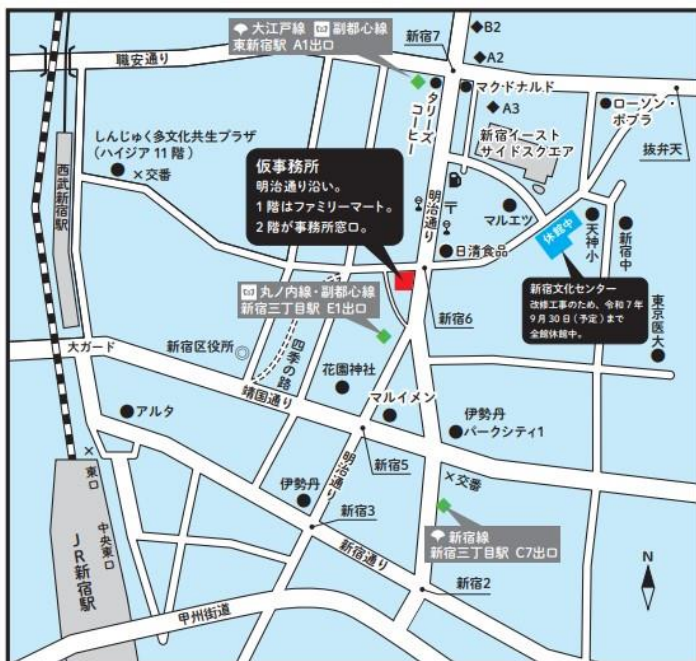 大江戸線 副都心線
東新宿駅 A1出口
新宿7
B2
A2
職安通り
マクドナルド
タリーズ
コーヒー
A3
ローソン・
ポプラ
新宿イースト
サイドスクエア
抜弁天
しんじゅく多文化共生プラザ
(ハイジア11階)
×交番
西武新宿駅
仮事務所
明治通り沿い。
1階はファミリーマート。
2階が事務所窓口。
明治通り
マルエツ
休館中
天神小
新宿中
日清食品
新宿文化センター
改修工事のため、令和7年
9月30日(予定)まで
全館休館中。
丸ノ内線・副都心線
新宿三丁目駅 E1出口
新宿6
東京医大
大ガード
新宿区役所
四季の路
花園神社
靖国通り
マルイメン
アルタ
伊勢丹
パークシティ1
新宿5
×交番
明治通り
伊勢丹
×
東口
新宿3
中央東口
新宿線
新宿三丁目駅 C7出口
新宿通り
JR新宿駅
新宿2
N
甲州街道